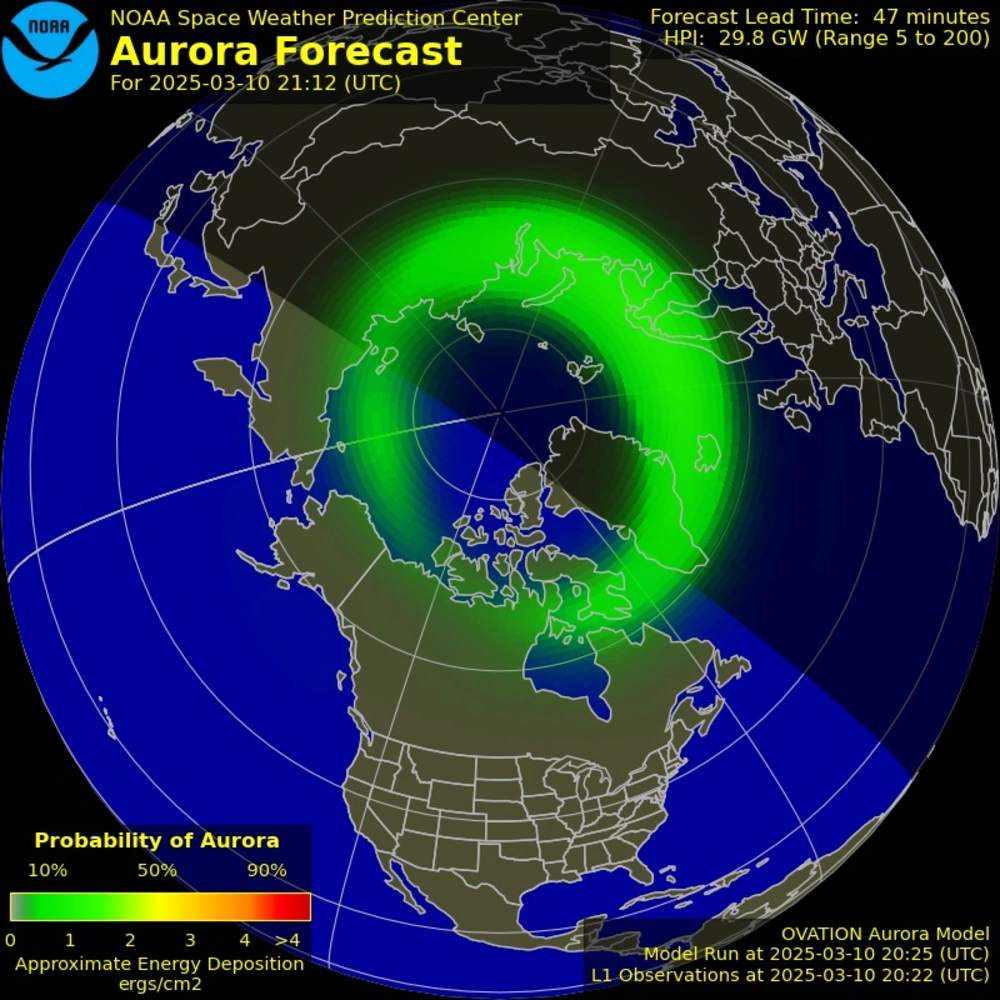 NOAA
NOAA Space Weather Prediction Center
Aurora Forecast
For 2025-03-10 21:12 (UTC)
Forecast Lead Time: 47 minutes
HPI: 29.8 GW (Range 5 to 200)
Probability of Aurora
10% 50% 90%
0 1 2 3 4 >4
Approximate Energy Deposition
ergs/cm2
OVATION Aurora Model
Model Run at 2025-03-10 20:25 (UTC)
L1 Observations at 2025-03-10 20:22 (UTC)